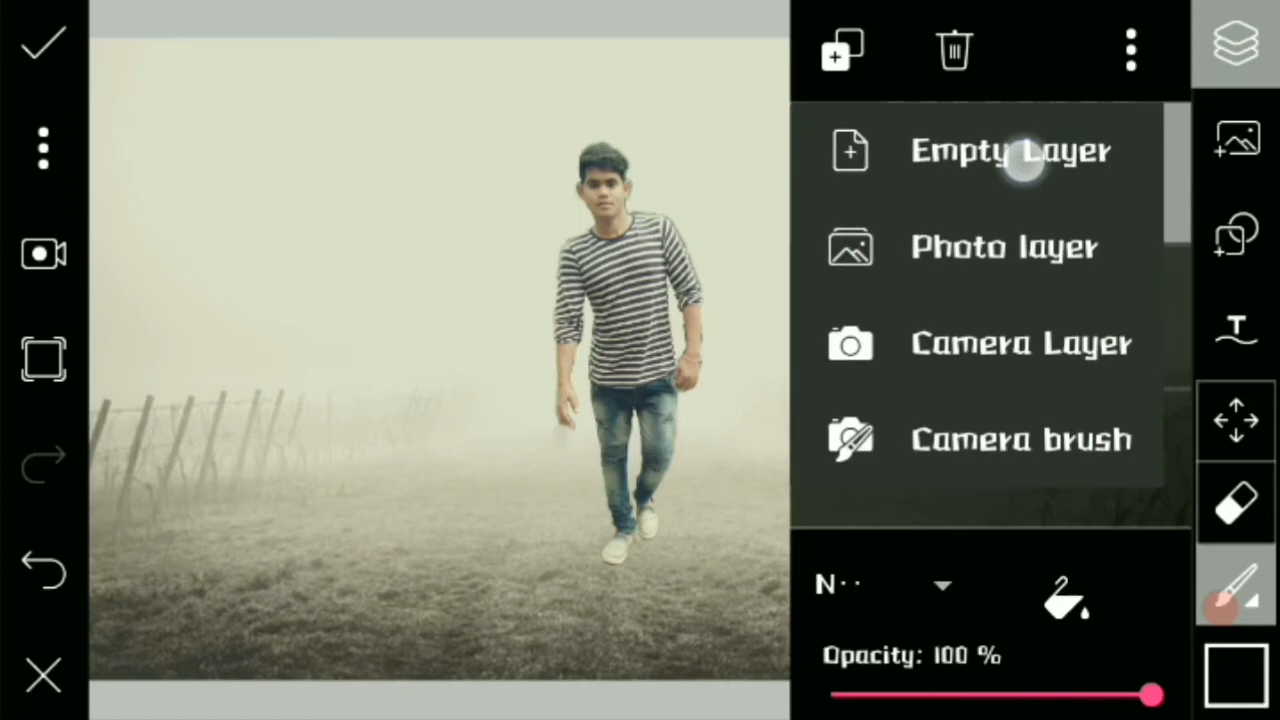 Empty Layer
Photo layer
Camera Layer
Camera brush
N··
T
Opacity: 100 %